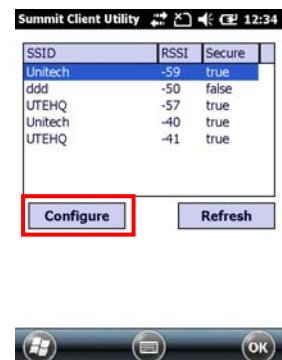 Summit Client Utility 12:34
SSID RSSI Secure
Unitech -59 true
ddd -50 false
UTEHQ -57 true
Unitech -40 true
UTEHQ -41 true
Configure Refresh
OK